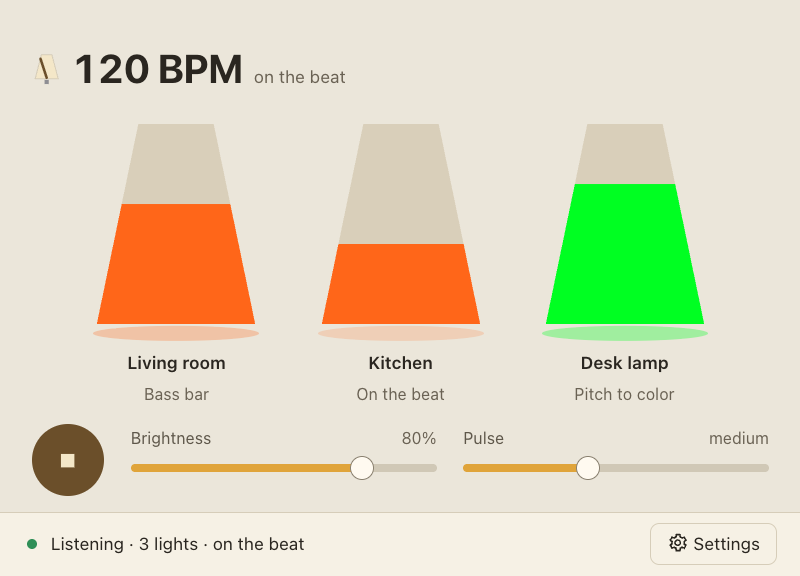 120 BPM on the beat
Living room
Kitchen
Desk lamp
Bass bar
On the beat
Pitch to color
Brightness 80%
Pulse medium
Listening · 3 lights · on the beat
Settings